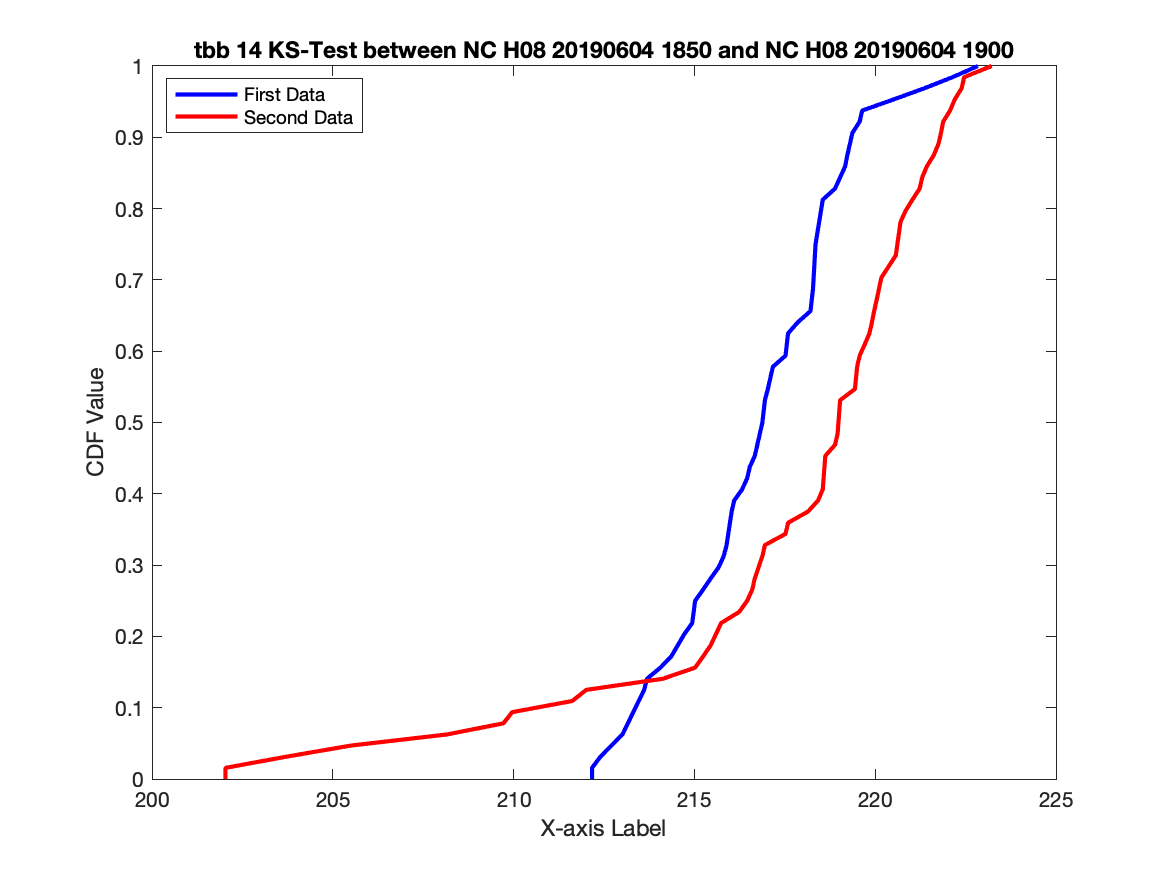 tbb 14 KS-Test between NC H08 20190604 1850 and NC H08 20190604 1900
First Data
Second Data
1
0.9
0.8
0.7
0.6
0.5
0.4
0.3
0.2
0.1
0
CDF Value
200 205 210 215 220 225
X-axis Label